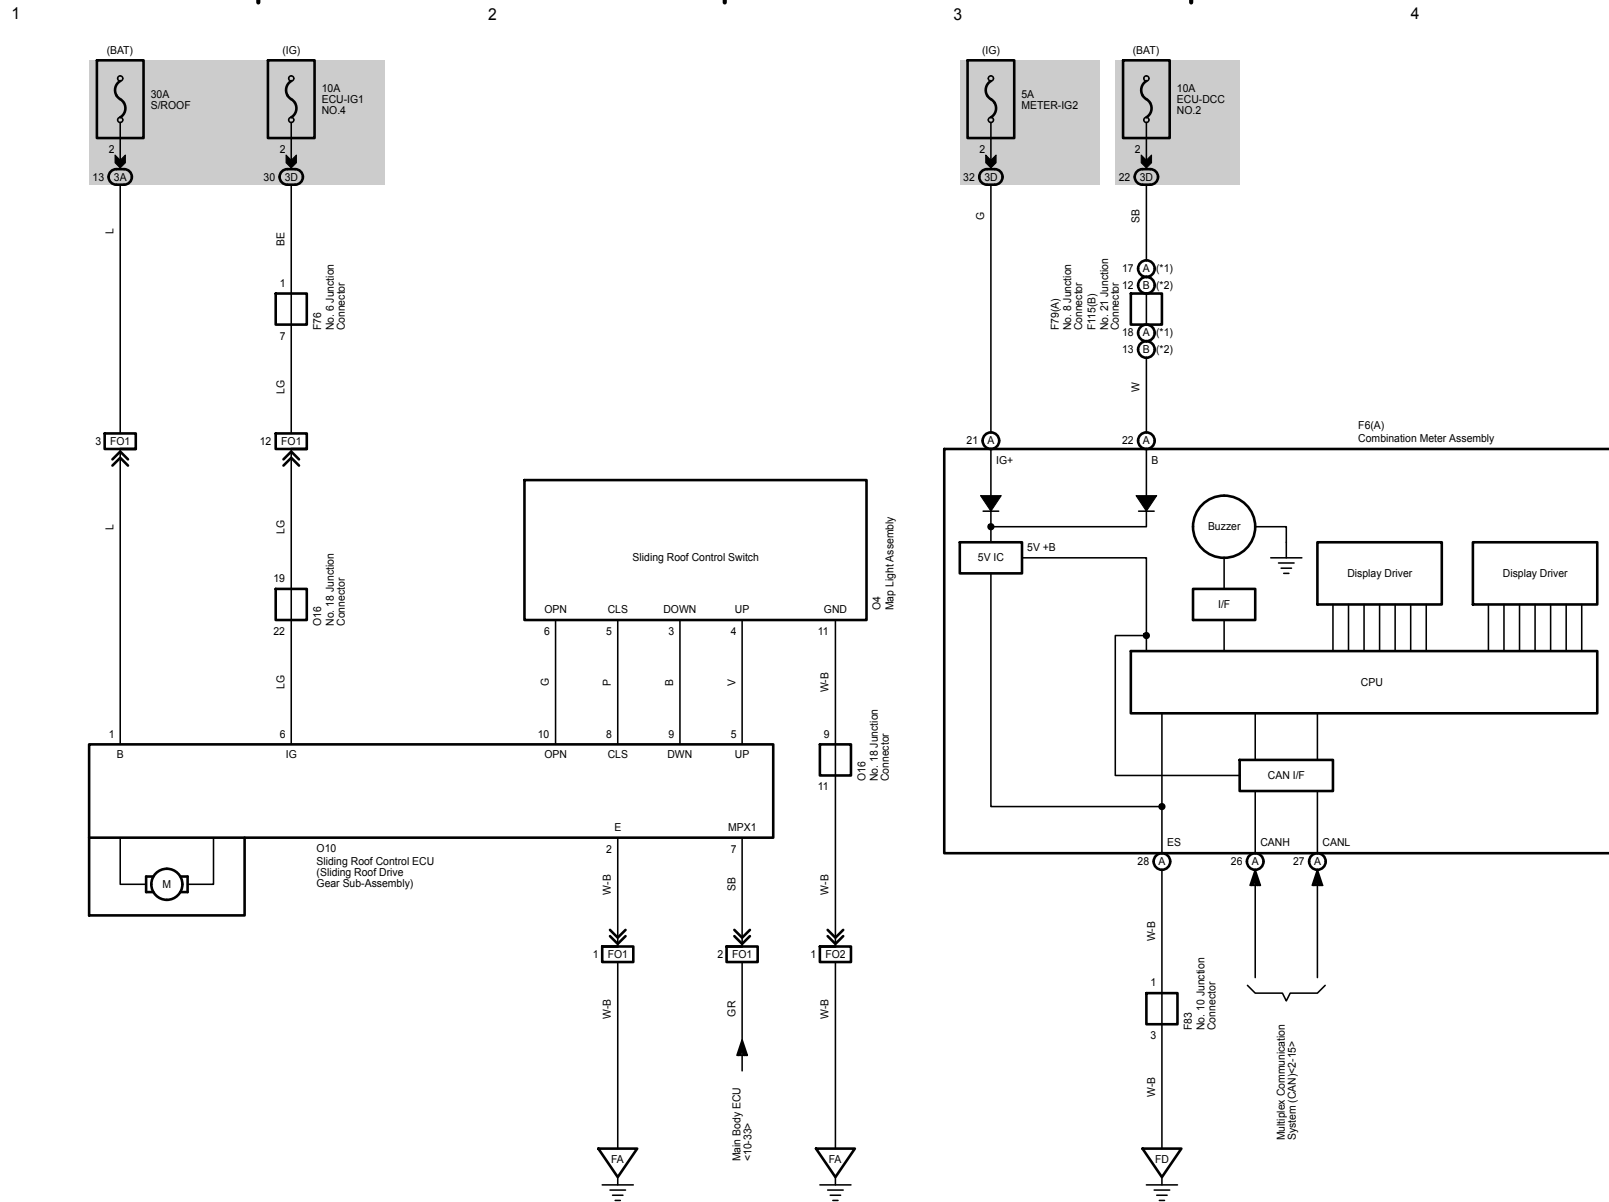 1
2
3
4
(BAT)
(IG)
(IG)
(BAT)
30A
S/ROOF
10A
ECU-IG1
NO.4
5A
METER-IG2
10A
ECU-DCC
NO.2
2
2
2
2
13 3A
30 3D
32 3D
22 3D
L
BE
G
SB
17 A (*1)
12 B (*2)
F79(A)
No. 8 Junction
Connector
F115(B)
No. 21 Junction
Connector
18 A (*1)
13 B (*2)
1
F76
No. 6 Junction
Connector
7
LG
W
3 FO1
12 FO1
21 A
22 A
F6(A)
Combination Meter Assembly
IG+
B
L
LG
Sliding Roof Control Switch
O4
Map Light Assembly
5V IC
5V +B
Buzzer
I/F
Display Driver
Display Driver
19
O16
No. 18 Junction
Connector
22
OPN
CLS
DOWN
UP
GND
6
5
3
4
11
LG
G
P
B
V
W-B
CPU
1
6
10
8
9
5
9
O16
No. 18 Junction
Connector
11
B
IG
OPN
CLS
DWN
UP
CAN I/F
E
MPX1
ES
CANH
CANL
2
7
28 A
26 A
27 A
M
O10
Sliding Roof Control ECU
(Sliding Roof Drive
Gear Sub-Assembly)
W-B
SB
W-B
W-B
1 FO1
2 FO1
1 FO2
W-B
GR
W-B
1
F83
No. 10 Junction
Connector
3
W-B
Main Body ECU
<10-33>
Multiplex Communication
System (CAN)<2-15>
FA
FA
FD